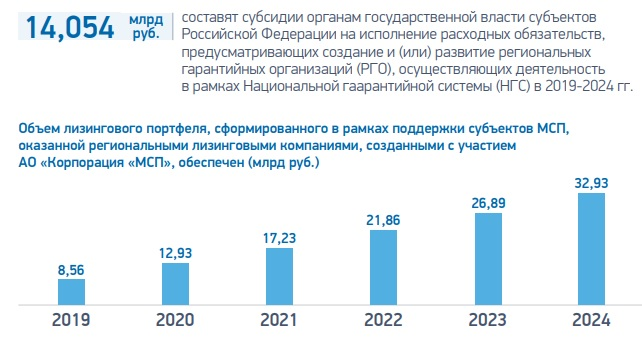 14,054 млрд руб.
составят субсидии органам государственной власти субъектов
Российской Федерации на исполнение расходных обязательств,
предусматривающих создание и (или) развитие региональных
гарантийных организаций (РГО), осуществляющих деятельность
в рамках Национальной гаарантийной системы (НГС) в 2019-2024 гг.
Объем лизингового портфеля, сформированного в рамках поддержки субъектов МСП,
оказанной региональными лизинговыми компаниями, созданными с участием
АО «Корпорация «МСП», обеспечен (млрд руб.)
8,56
12,93
17,23
21,86
26,89
32,93
2019
2020
2021
2022
2023
2024